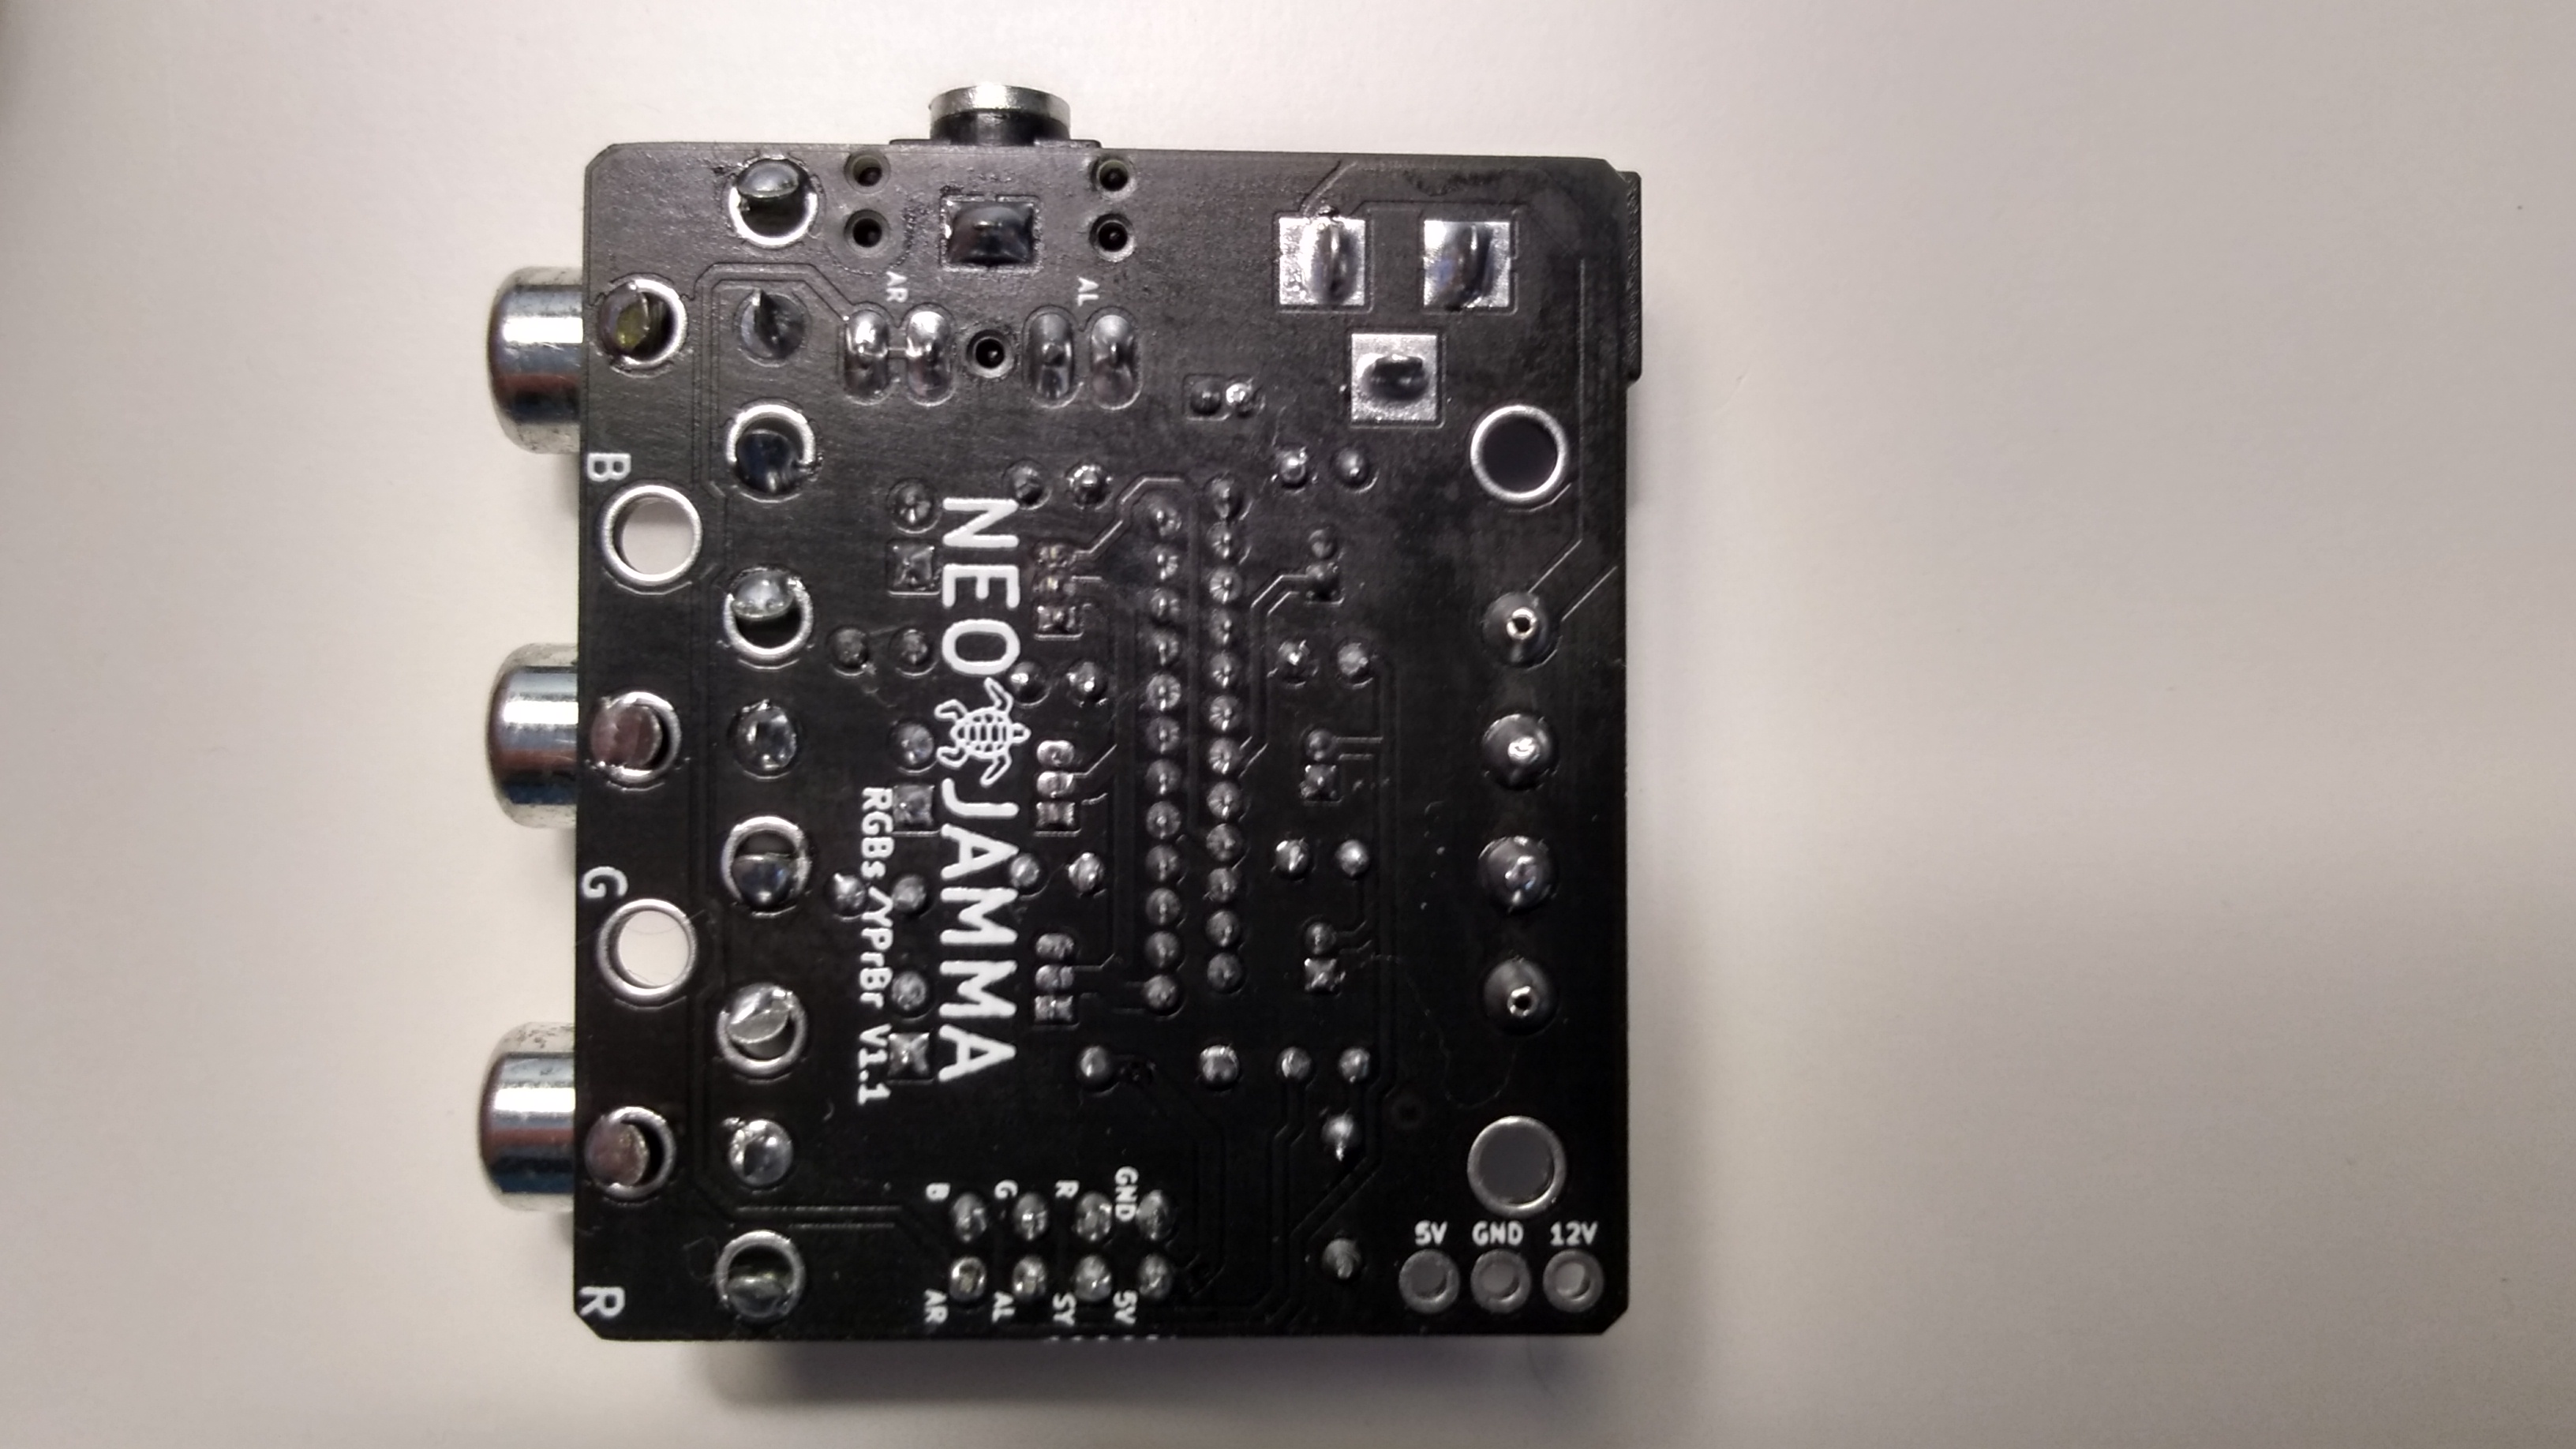 NEO JAMMA
RGBs/YPrBr V1.1
AR
AL
B
G
R
B
G
R
GND
AR
AL
SY
5V
5V GND 12V